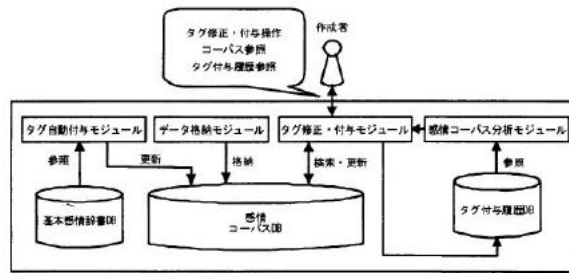 作成者
タグ修正・付与操作
コーパス参照
タグ付与履歴参照
タグ自動付与モジュール
データ格納モジュール
タグ修正・付与モジュール
感情コーパス分析モジュール
参照
更新
格納
検索・更新
参照
基本感情辞書DB
感情
コーパスDB
タグ付与履歴DB